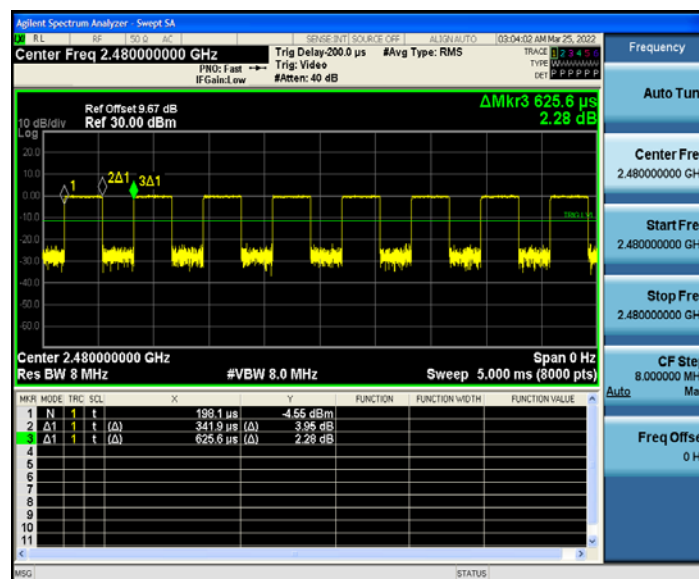 Agilent Spectrum Analyzer - Swept SA
RL RF 50 Ω AC SENSE:INT SOURCE OFF ALIGN AUTO 03:04:02 AM Mar 25, 2022
Center Freq 2.480000000 GHz
PNO: Fast
IFGain:Low
Trig Delay-200.0 µs
Trig: Video
#Atten: 40 dB
#Avg Type: RMS
TRACE 1 2 3 4 5 6
TYPE WWWWWW
DET P P P P P P
ΔMkr3 625.6 µs
2.28 dB
Ref Offset 9.67 dB
10 dB/div Ref 30.00 dBm
Log
20.0
10.0
0.00
-10.0
-20.0
-30.0
-40.0
-50.0
-60.0
1
2Δ1
3Δ1
TRIG LVL
Center 2.480000000 GHz Span 0 Hz
Res BW 8 MHz #VBW 8.0 MHz Sweep 5.000 ms (8000 pts)
MKR MODE TRC SCL X Y FUNCTION FUNCTION WIDTH FUNCTION VALUE
1 N 1 t 198.1 µs -4.55 dBm
2 Δ1 1 t (Δ) 341.9 µs (Δ) 3.95 dB
3 Δ1 1 t (Δ) 625.6 µs (Δ) 2.28 dB
4
5
6
7
8
9
10
11
MSG STATUS
Frequency
Auto Tun
Center Fre
2.480000000 GH
Start Fre
2.480000000 GH
Stop Fre
2.480000000 GH
CF Ste
8.000000 MH
Auto Ma
Freq Offse
0 H